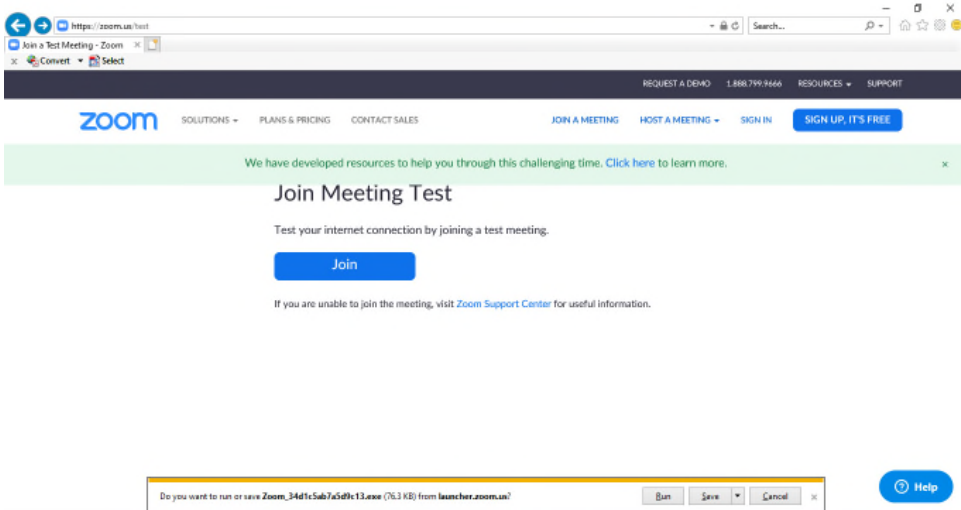 https://zoom.us/test
Search...
Join a Test Meeting - Zoom
x Convert Select
REQUEST A DEMO 1.888.799.9666 RESOURCES SUPPORT
zoom SOLUTIONS PLANS & PRICING CONTACT SALES JOIN A MEETING HOST A MEETING SIGN IN SIGN UP, IT'S FREE
We have developed resources to help you through this challenging time. Click here to learn more. ×
Join Meeting Test
Test your internet connection by joining a test meeting.
Join
If you are unable to join the meeting, visit Zoom Support Center for useful information.
Help
Do you want to run or save Zoom_34d1c5ab7a5d9c13.exe (76.3 KB) from launcher.zoom.us? Run Save Cancel ×